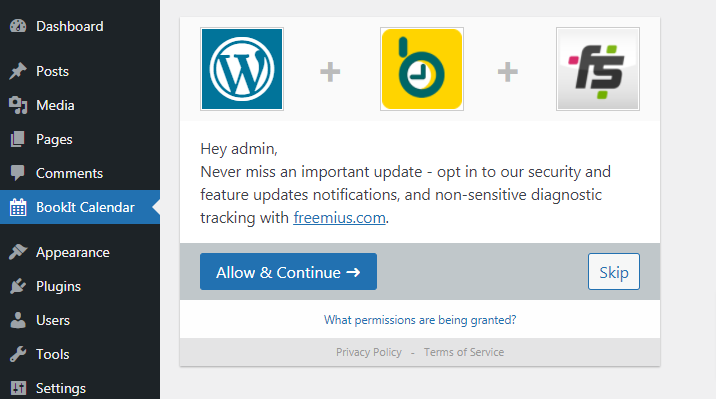 Dashboard
Posts
Media
Pages
Comments
BookIt Calendar
Appearance
Plugins
Users
Tools
Settings
+
+
fs
Hey admin,
Never miss an important update - opt in to our security and
feature updates notifications, and non-sensitive diagnostic
tracking with freemius.com.
Allow & Continue ➜
Skip
What permissions are being granted?
Privacy Policy - Terms of Service